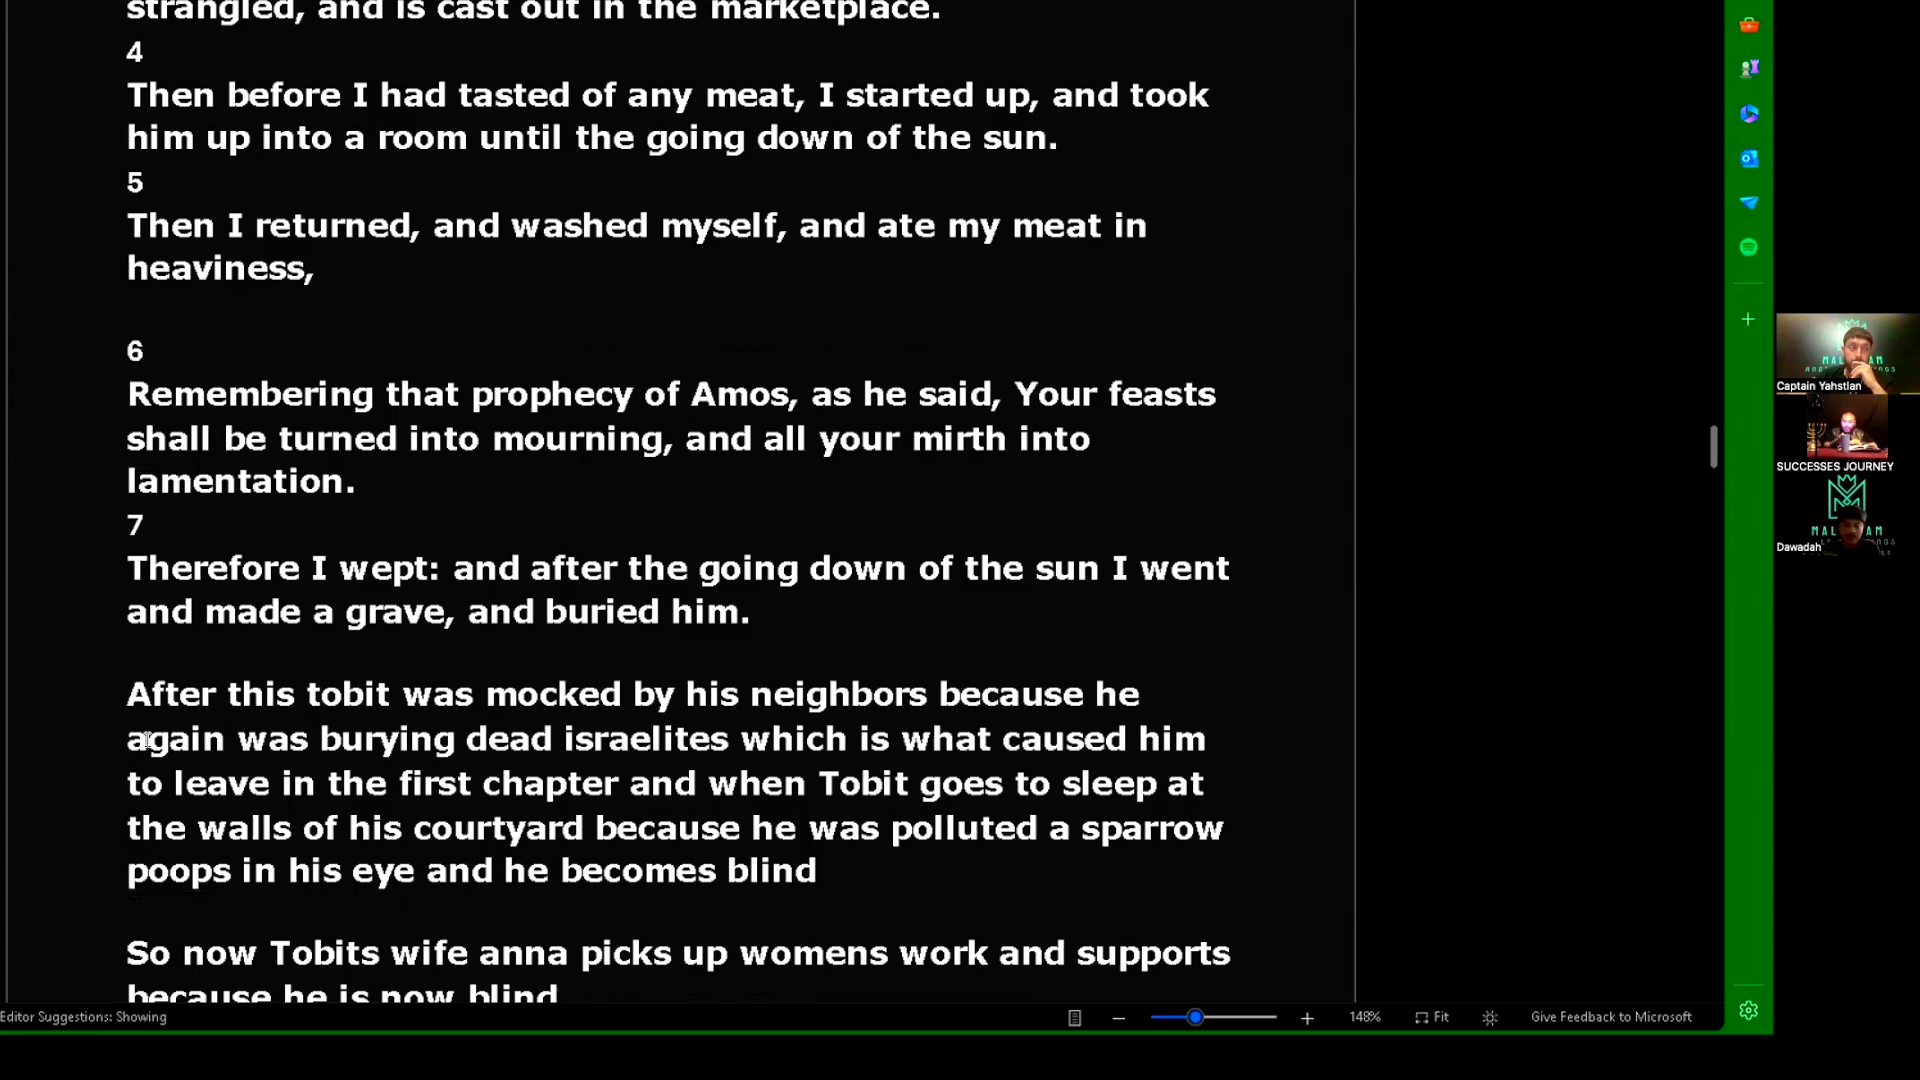 strangled, and is cast out in the marketplace.
4
Then before I had tasted of any meat, I started up, and took
him up into a room until the going down of the sun.
5
Then I returned, and washed myself, and ate my meat in
heaviness,
6
Remembering that prophecy of Amos, as he said, Your feasts
shall be turned into mourning, and all your mirth into
lamentation.
7
Therefore I wept: and after the going down of the sun I went
and made a grave, and buried him.
After this tobit was mocked by his neighbors because he
again was burying dead israelites which is what caused him
to leave in the first chapter and when Tobit goes to sleep at
the walls of his courtyard because he was polluted a sparrow
poops in his eye and he becomes blind
So now Tobits wife anna picks up womens work and supports
because he is now blind
Editor Suggestions: Showing
148%
Fit
Give Feedback to Microsoft
Captain Yahstlan
SUCCESSES JOURNEY
Dawadah